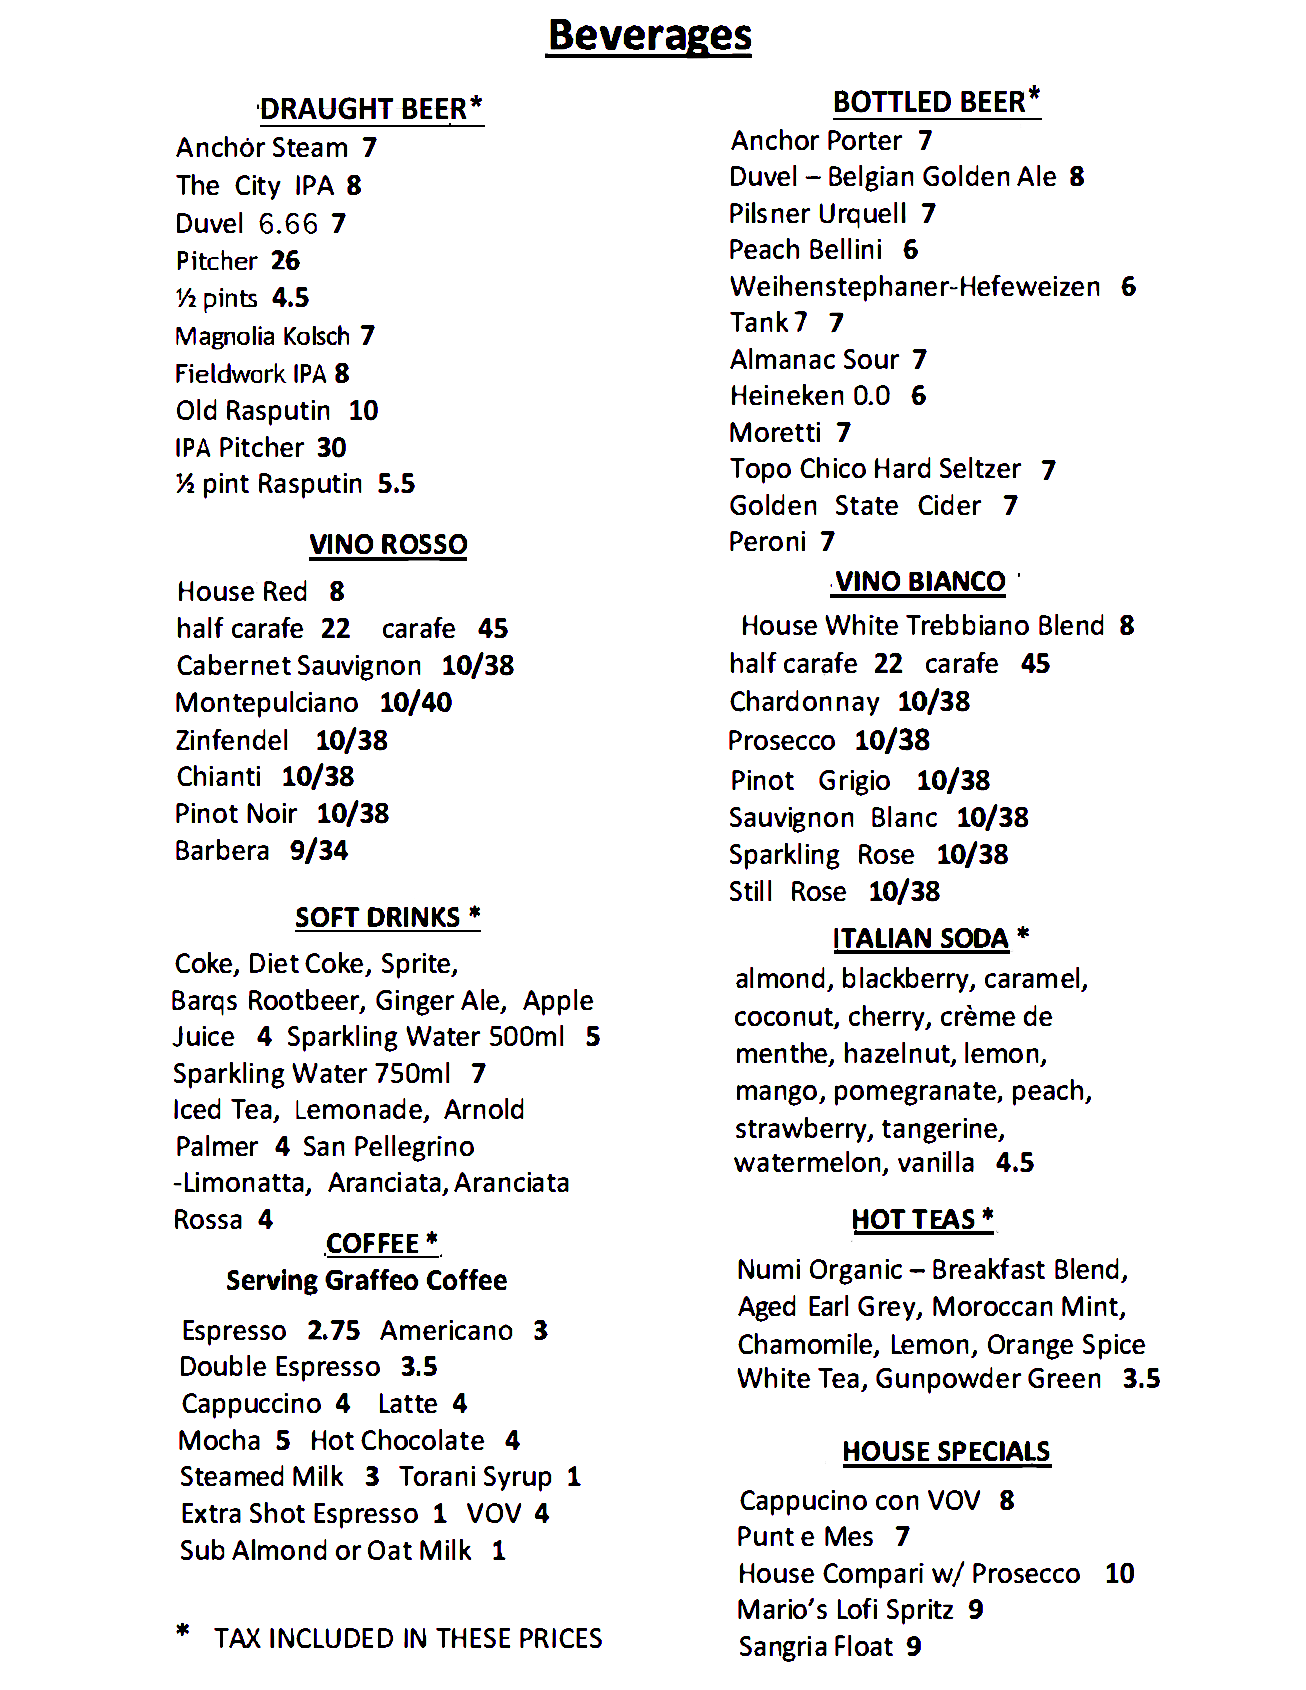 Beverages
DRAUGHT BEER*
Anchor Steam 7
The City IPA 8
Duvel 6.66 7
Pitcher 26
½ pints 4.5
Magnolia Kolsch 7
Fieldwork IPA 8
Old Rasputin 10
IPA Pitcher 30
½ pint Rasputin 5.5
VINO ROSSO
House Red 8
half carafe 22 carafe 45
Cabernet Sauvignon 10/38
Montepulciano 10/40
Zinfendel 10/38
Chianti 10/38
Pinot Noir 10/38
Barbera 9/34
SOFT DRINKS *
Coke, Diet Coke, Sprite,
Barqs Rootbeer, Ginger Ale, Apple
Juice 4 Sparkling Water 500ml 5
Sparkling Water 750ml 7
Iced Tea, Lemonade, Arnold
Palmer 4 San Pellegrino
-Limonatta, Aranciata, Aranciata
Rossa 4
COFFEE *
Serving Graffeo Coffee
Espresso 2.75 Americano 3
Double Espresso 3.5
Cappuccino 4 Latte 4
Mocha 5 Hot Chocolate 4
Steamed Milk 3 Torani Syrup 1
Extra Shot Espresso 1 VOV 4
Sub Almond or Oat Milk 1
* TAX INCLUDED IN THESE PRICES
BOTTLED BEER*
Anchor Porter 7
Duvel – Belgian Golden Ale 8
Pilsner Urquell 7
Peach Bellini 6
Weihenstephaner-Hefeweizen 6
Tank 7 7
Almanac Sour 7
Heineken 0.0 6
Moretti 7
Topo Chico Hard Seltzer 7
Golden State Cider 7
Peroni 7
VINO BIANCO
House White Trebbiano Blend 8
half carafe 22 carafe 45
Chardonnay 10/38
Prosecco 10/38
Pinot Grigio 10/38
Sauvignon Blanc 10/38
Sparkling Rose 10/38
Still Rose 10/38
ITALIAN SODA *
almond, blackberry, caramel,
coconut, cherry, crème de
menthe, hazelnut, lemon,
mango, pomegranate, peach,
strawberry, tangerine,
watermelon, vanilla 4.5
HOT TEAS *
Numi Organic – Breakfast Blend,
Aged Earl Grey, Moroccan Mint,
Chamomile, Lemon, Orange Spice
White Tea, Gunpowder Green 3.5
HOUSE SPECIALS
Cappucino con VOV 8
Punt e Mes 7
House Compari w/ Prosecco 10
Mario's Lofi Spritz 9
Sangria Float 9